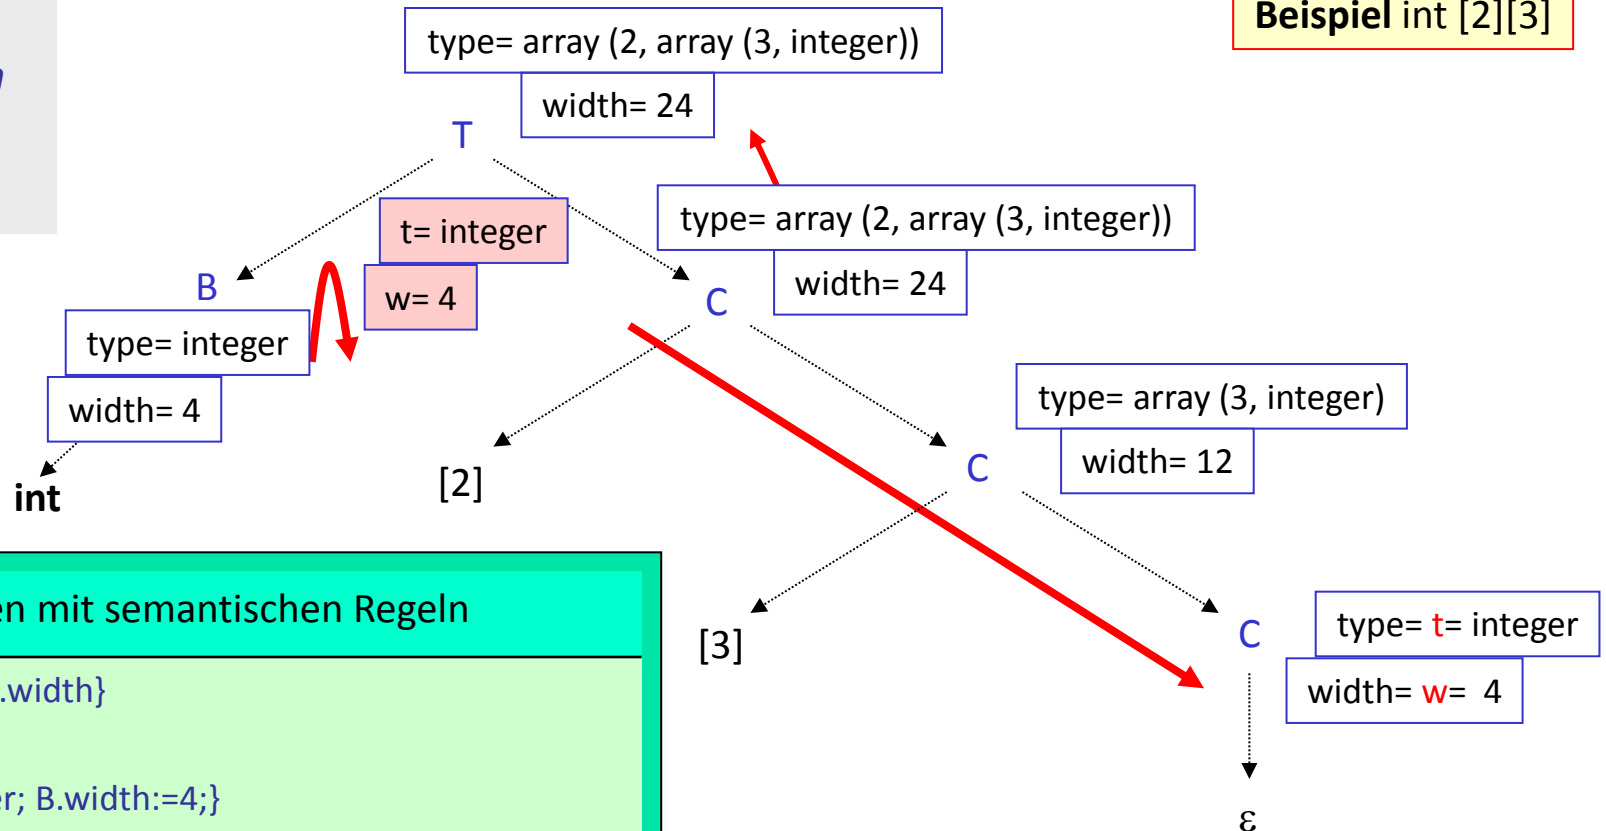 Beispiel int [2][3]
type= array (2, array (3, integer))
width= 24
T
t= integer
w= 4
type= array (2, array (3, integer))
width= 24
B
C
type= integer
width= 4
int
[2]
type= array (3, integer)
width= 12
C
[3]
C
type= t= integer
width= w= 4
ε
en mit semantischen Regeln
.width}
er; B.width:=4;}